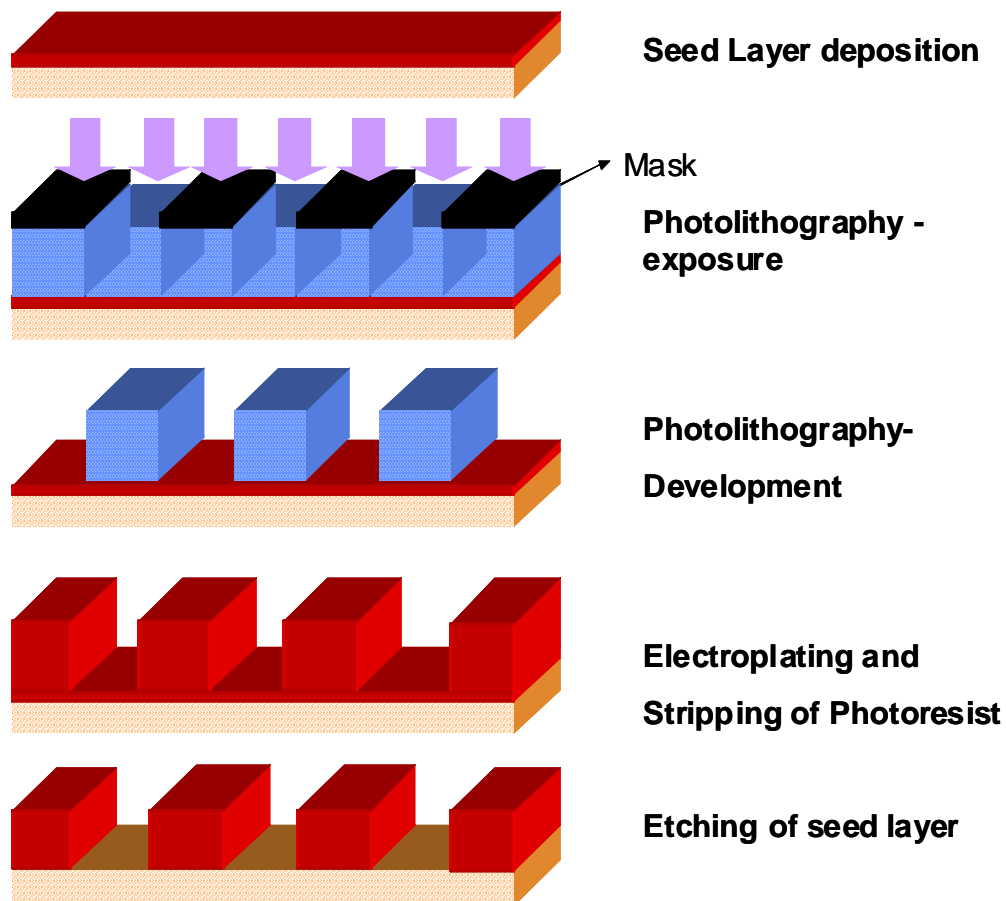 Seed Layer deposition
Mask
Photolithography -
exposure
Photolithography-
Development
Electroplating and
Stripping of Photoresist
Etching of seed layer